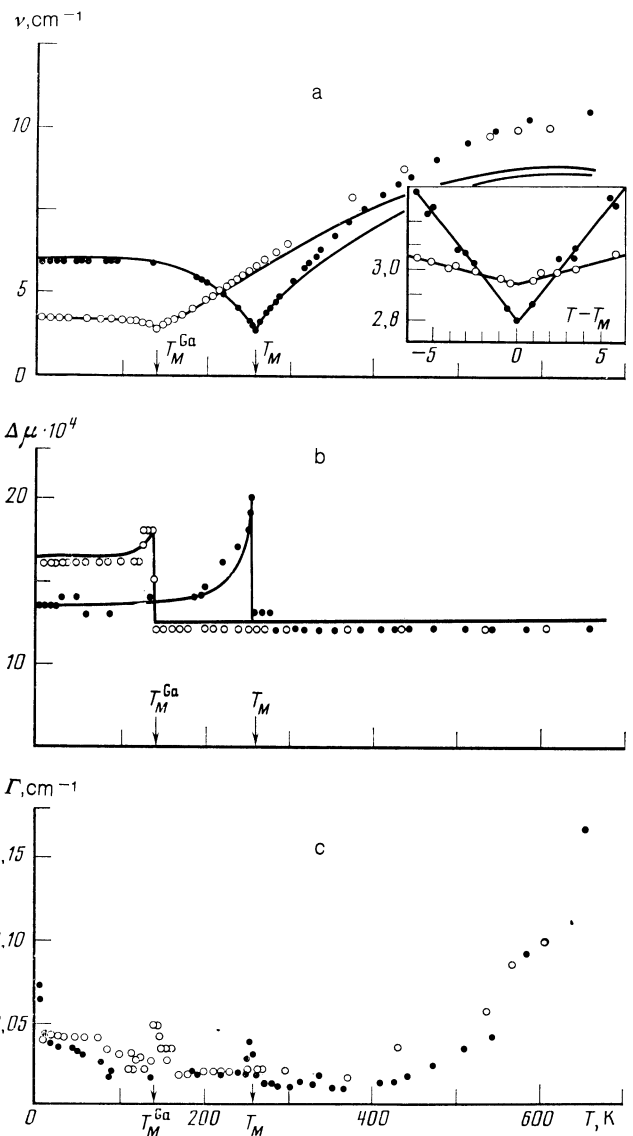 ν,cm⁻¹
a
10
5
0
T_M^Ga
T_M
3,0
2,8
T−T_M
−5
0
5
Δμ·10⁴
b
20
10
T_M^Ga
T_M
Γ,cm⁻¹
c
,15
,10
,05
0
T_M^Ga
200
T_M
400
600
T,K